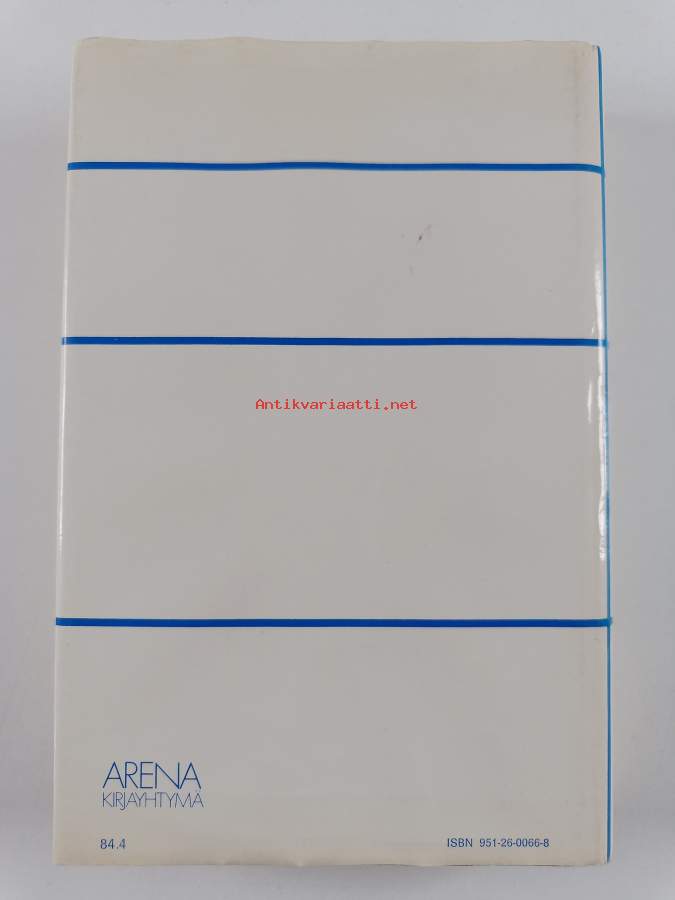 Antikvariaatti.net
ARENA
KIRJAYHTYMÄ
84.4
ISBN 951-26-0066-8